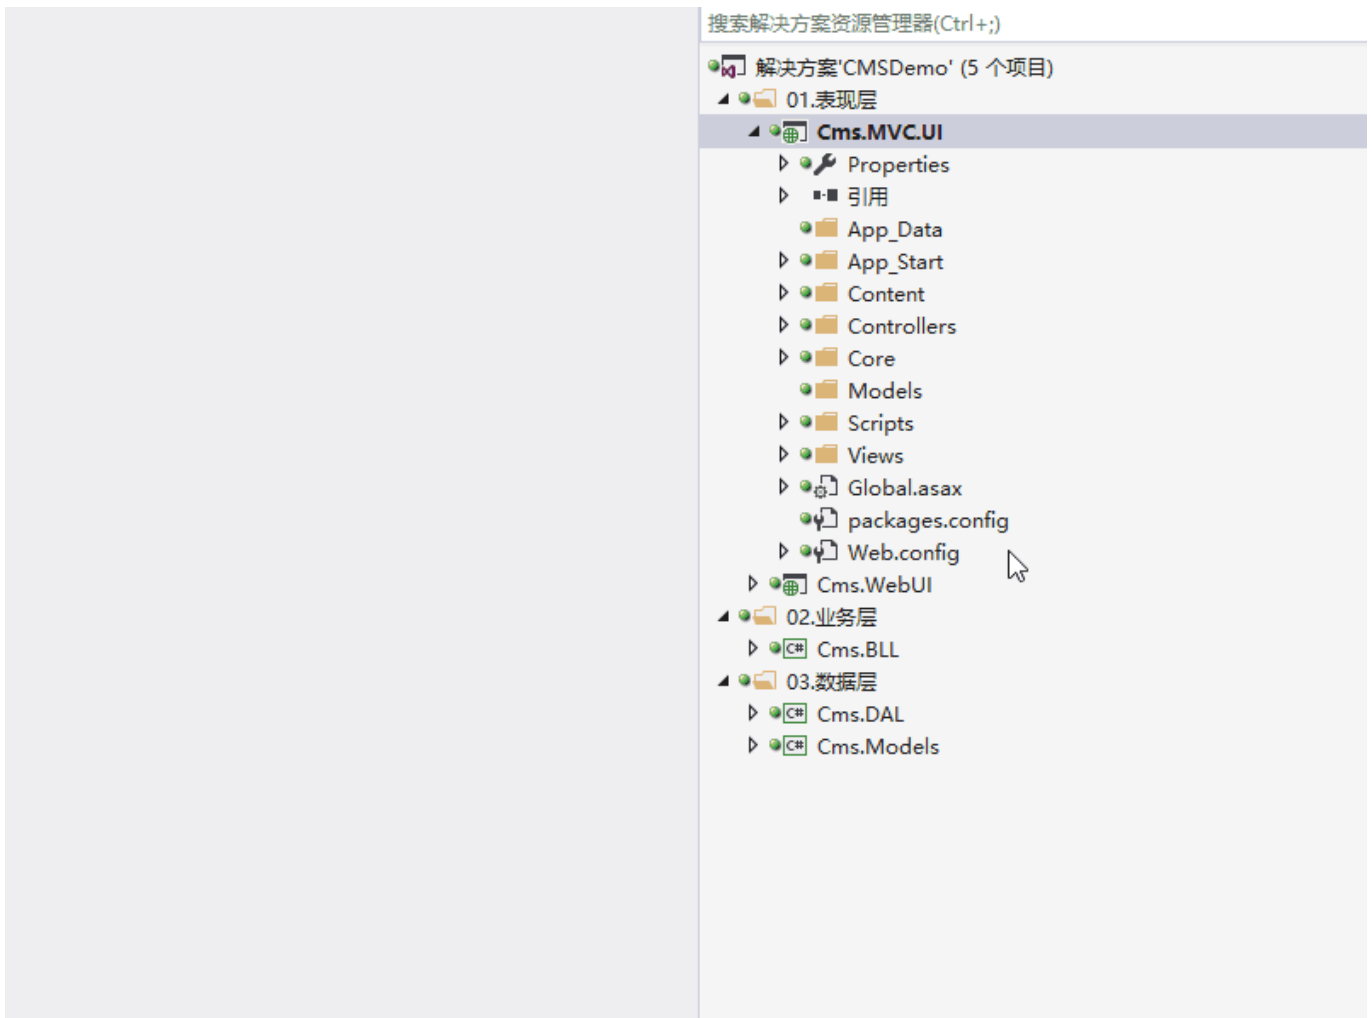 搜索解决方案资源管理器(Ctrl+;)
解决方案'CMSDemo' (5 个项目)
01.表现层
Cms.MVC.UI
Properties
引用
App_Data
App_Start
Content
Controllers
Core
Models
Scripts
Views
Global.asax
packages.config
Web.config
Cms.WebUI
02.业务层
C# Cms.BLL
03.数据层
C# Cms.DAL
C# Cms.Models